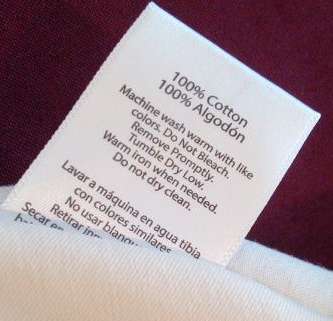 100% Cotton
100% Algodón
Machine wash warm with like
colors. Do Not Bleach.
Remove Promptly.
Tumble Dry Low.
Warm iron when needed.
Do not dry clean.
Lavar a máquina en agua tibia
con colores similares
No usar
Secar en
Retirar